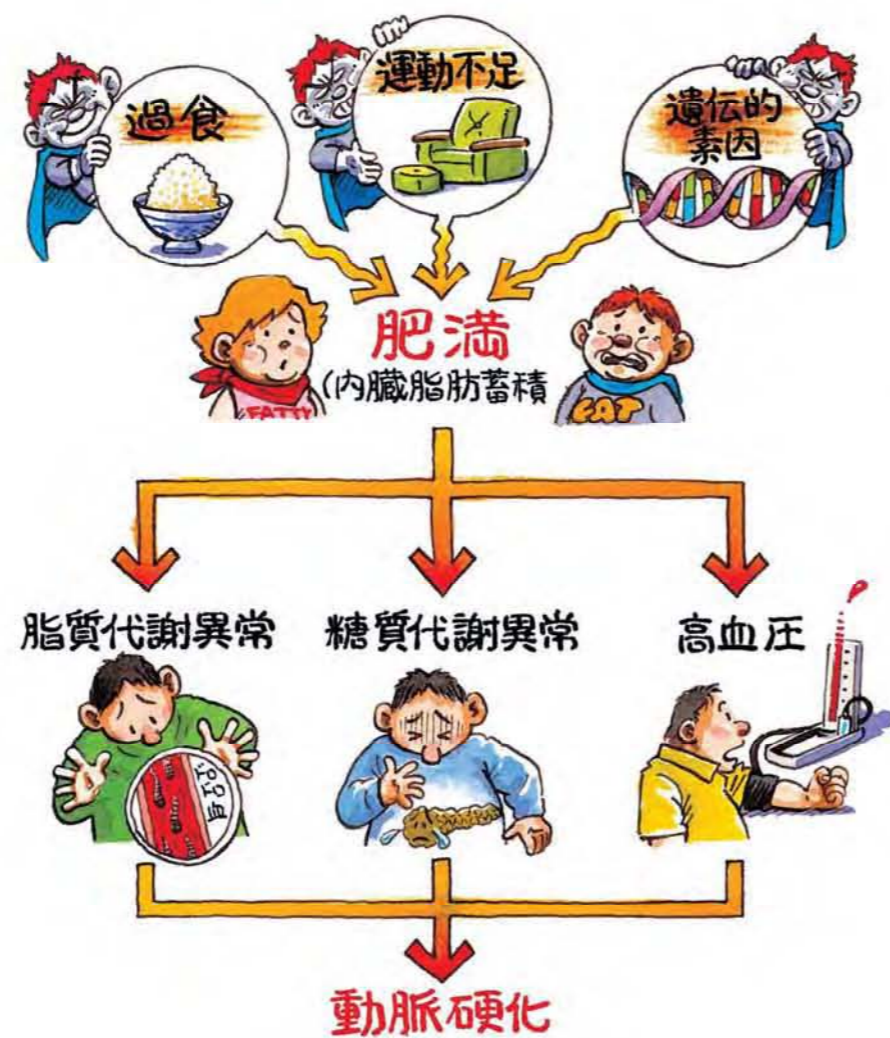 過食
運動不足
遺伝的
素因
肥満
(内臓脂肪蓄積
FATTY
FAT
脂質代謝異常
糖質代謝異常
高血圧
動脈硬化